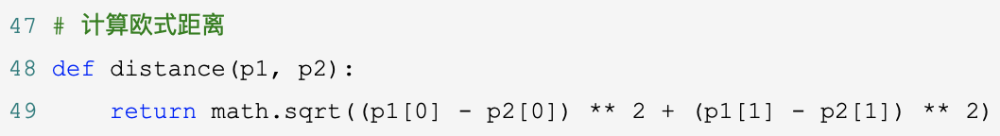 47 # 计算欧式距离
48 def distance(p1, p2):
49     return math.sqrt((p1[0] - p2[0]) ** 2 + (p1[1] - p2[1]) ** 2)